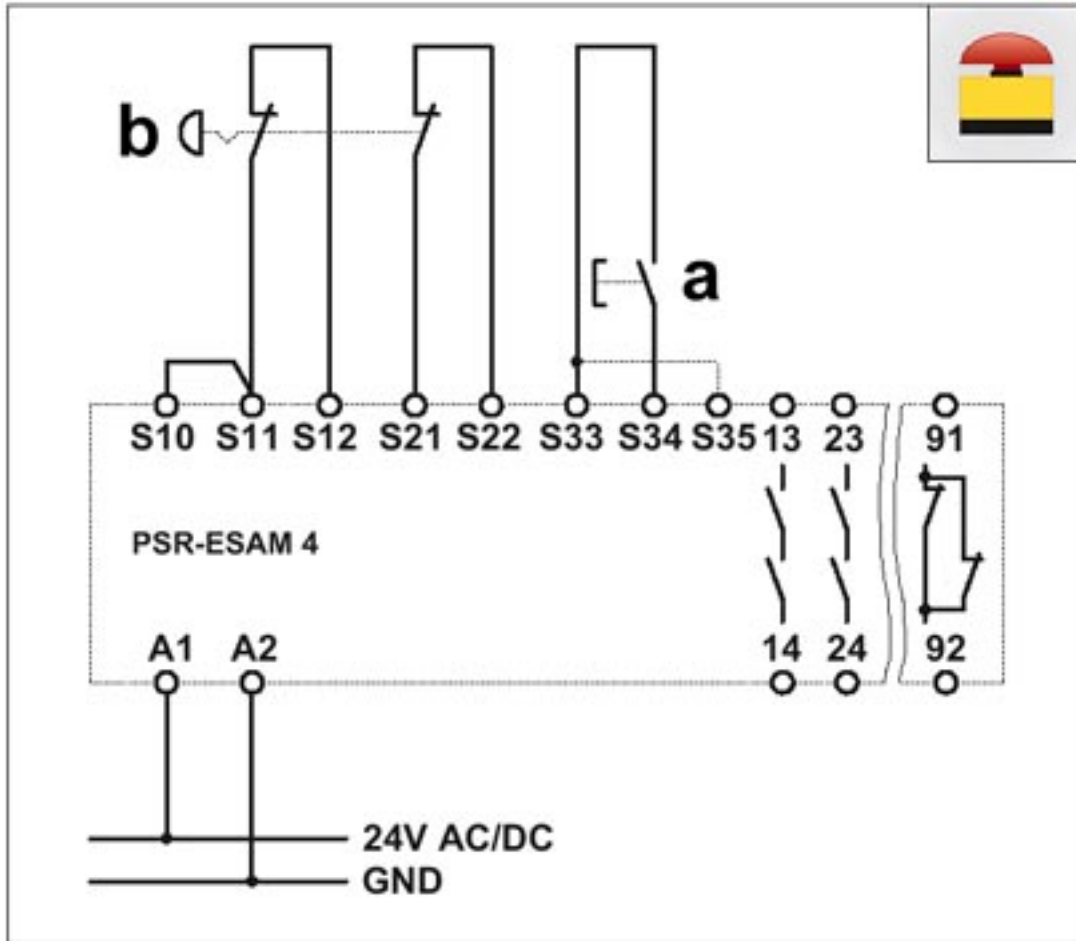 b
a
S10 S11 S12 S21 S22 S33 S34 S35 13 23 91
PSR-ESAM 4
A1 A2 14 24 92
24V AC/DC
GND